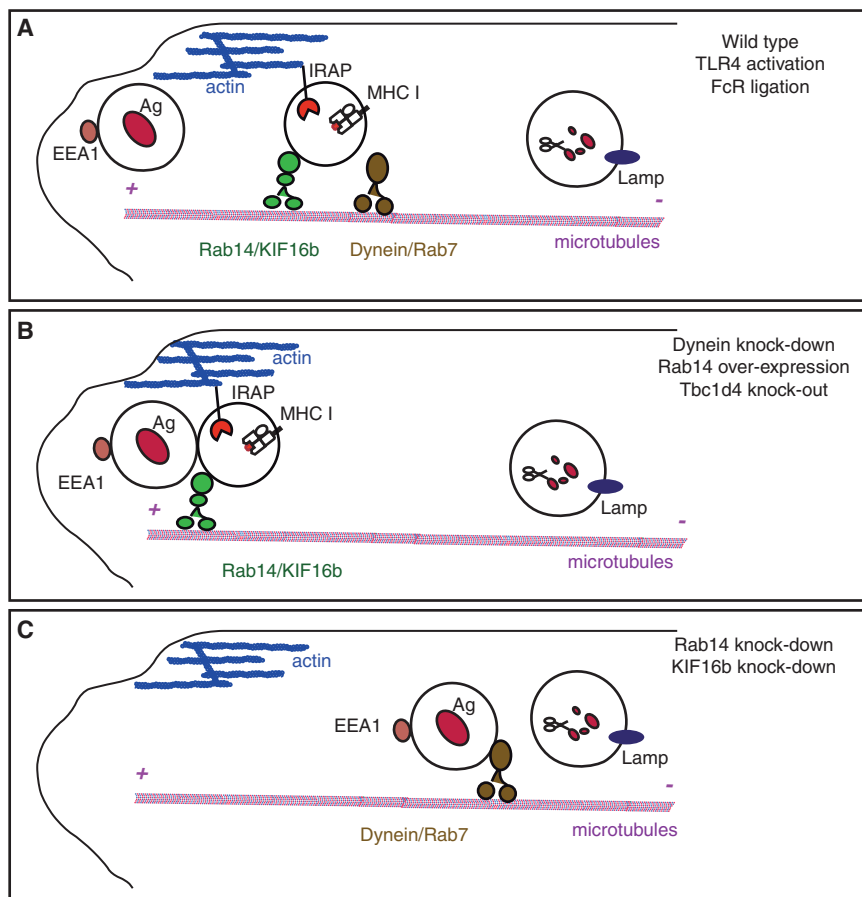 A
Wild type
TLR4 activation
FcR ligation
IRAP
actin
MHC I
Ag
EEA1
Lamp
+
-
Rab14/KIF16b
Dynein/Rab7
microtubules
B
Dynein knock-down
Rab14 over-expression
Tbc1d4 knock-out
actin
IRAP
MHC I
Ag
EEA1
Lamp
+
-
microtubules
Rab14/KIF16b
C
Rab14 knock-down
KIF16b knock-down
actin
Ag
EEA1
Lamp
+
-
Dynein/Rab7
microtubules